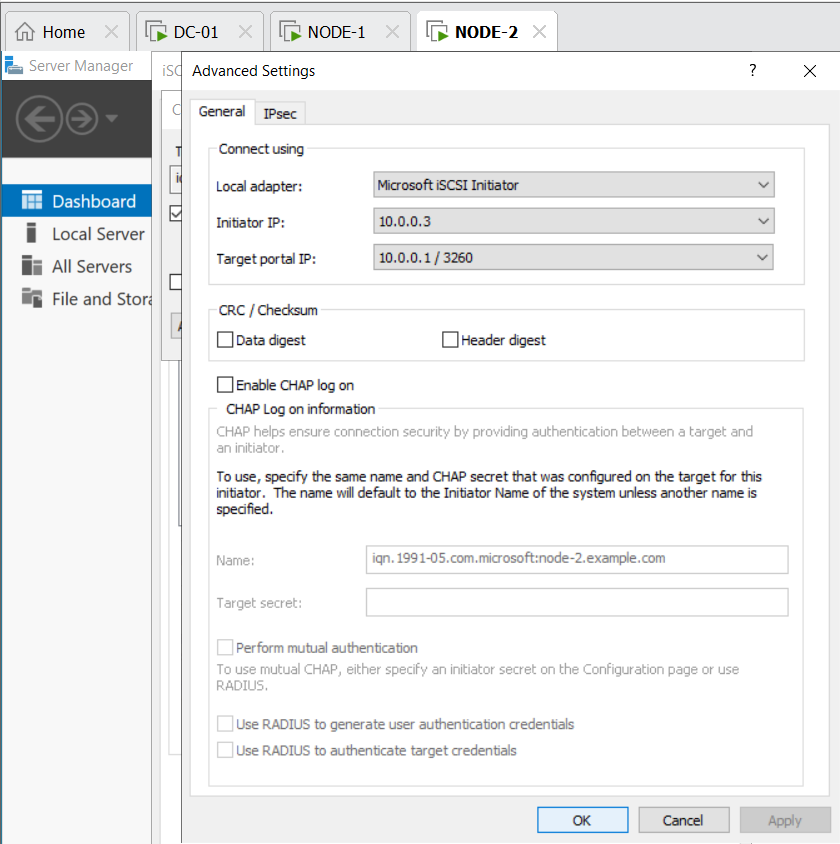 Home
DC-01
NODE-1
NODE-2
Server Manager
iSC
Advanced Settings
?
General
IPsec
Connect using
Local adapter:
Microsoft iSCSI Initiator
Initiator IP:
10.0.0.3
Target portal IP:
10.0.0.1 / 3260
Dashboard
Local Server
All Servers
File and Stora
CRC / Checksum
Data digest
Header digest
Enable CHAP log on
CHAP Log on information
CHAP helps ensure connection security by providing authentication between a target and
an initiator.
To use, specify the same name and CHAP secret that was configured on the target for this
initiator. The name will default to the Initiator Name of the system unless another name is
specified.
Name:
iqn.1991-05.com.microsoft:node-2.example.com
Target secret:
Perform mutual authentication
To use mutual CHAP, either specify an initiator secret on the Configuration page or use
RADIUS.
Use RADIUS to generate user authentication credentials
Use RADIUS to authenticate target credentials
OK
Cancel
Apply